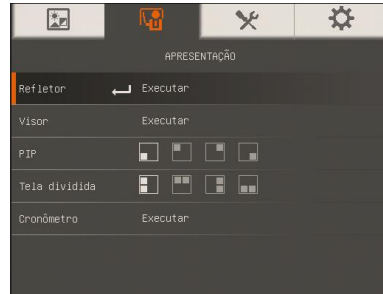 APRESENTAÇÃO
Refletor Executar
Visor Executar
PIP
Tela dividida
Cronômetro Executar